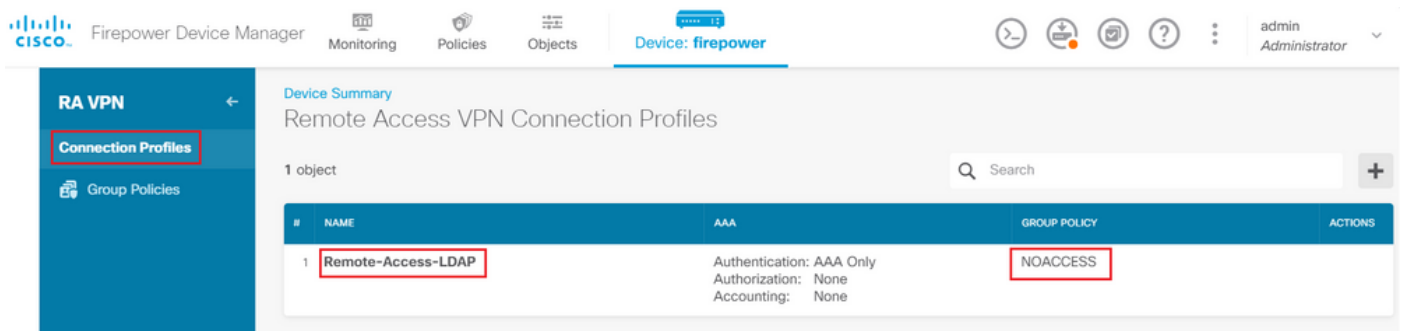 CISCO
Firepower Device Manager
Monitoring
Policies
Objects
Device: firepower
admin
Administrator
RA VPN
Connection Profiles
Group Policies
Device Summary
Remote Access VPN Connection Profiles
1 object
Search
# NAME AAA GROUP POLICY ACTIONS
1 Remote-Access-LDAP Authentication: AAA Only NOACCESS
Authorization: None
Accounting: None